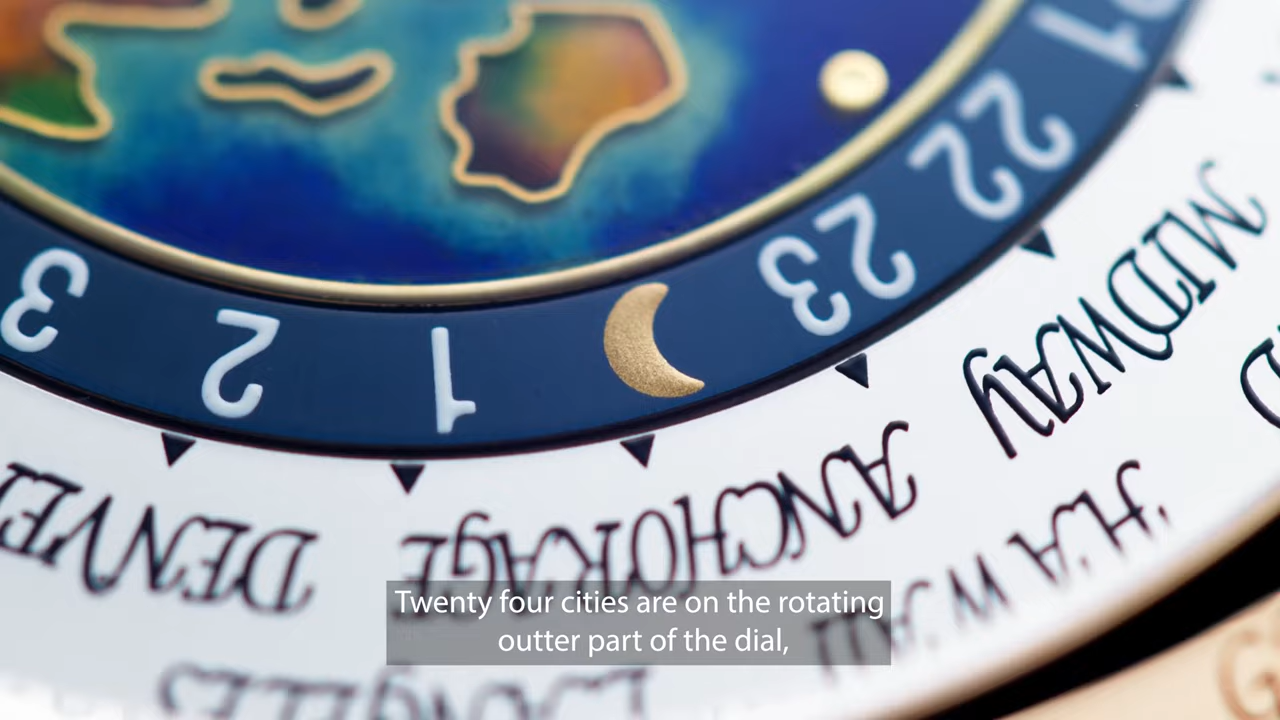 3
2
1
23
22
21
DENVE
ANCHORAGE
MIDWAY
HAWAII
Twenty four cities are on the rotating
outter part of the dial,